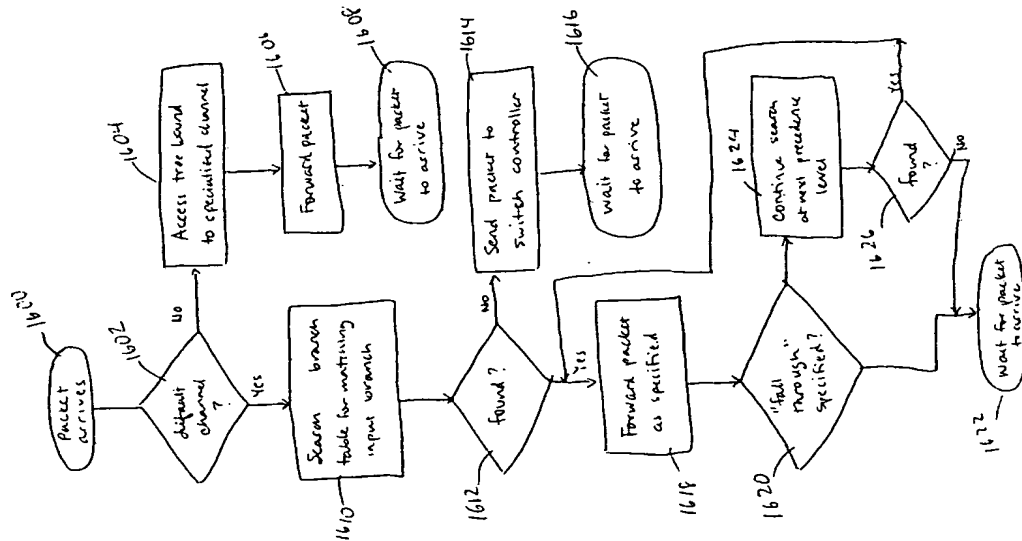 1600
Packet
arrives
1602
default
channel
?
No
Yes
1604
Access tree bound
to specialized channel
1606
Forward packet
1608
Wait for packet
to arrive
1610
Search branch
table for matching
input branch
1612
found?
No
Yes
1614
Send packet to
switch controller
1616
Wait for packet
to arrive
1618
Forward packet
as specified
1620
"fall
through"
specified?
1624
Continue search
at next precedence
level
1626
found
?
Yes
No
1622
Wait for packet
to arrive